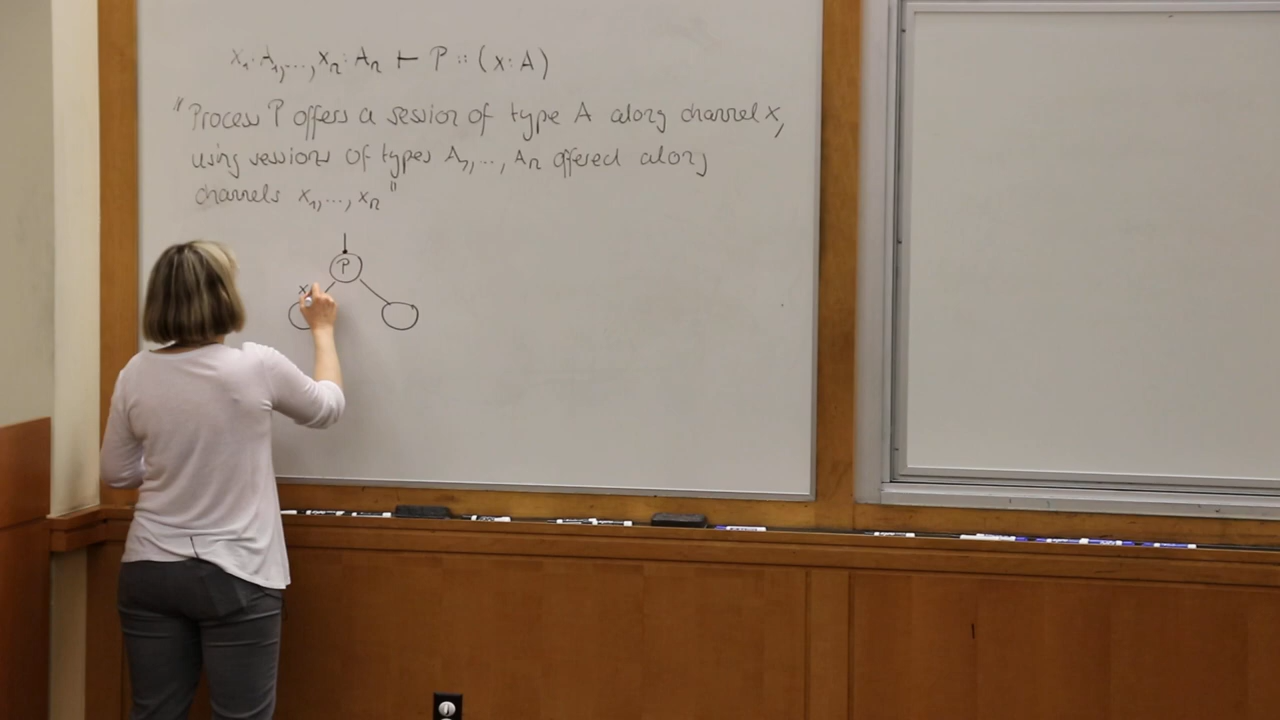 x₁:A₁,...,xₙ:Aₙ ⊢ P :: (x:A)
"Process P offers a session of type A along channel x,
using sessions of types A₁,..., Aₙ offered along
channels x₁,..., xₙ"
P
x